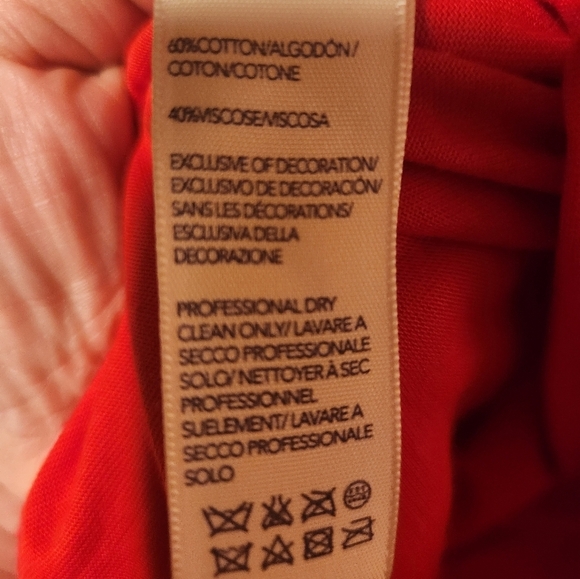 60%COTTON/ALGODÓN/
COTON/COTONE
40%VISCOSE/VISCOSA
EXCLUSIVE OF DECORATION/
EXCLUSIVO DE DECORACIÓN/
SANS LES DÉCORATIONS/
ESCLUSIVA DELLA
DECORAZIONE
PROFESSIONAL DRY
CLEAN ONLY/ LAVARE A
SECCO PROFESSIONALE
SOLO/ NETTOYER À SEC
PROFESSIONNEL
SUELEMENT/ LAVARE A
SECCO PROFESSIONALE
SOLO